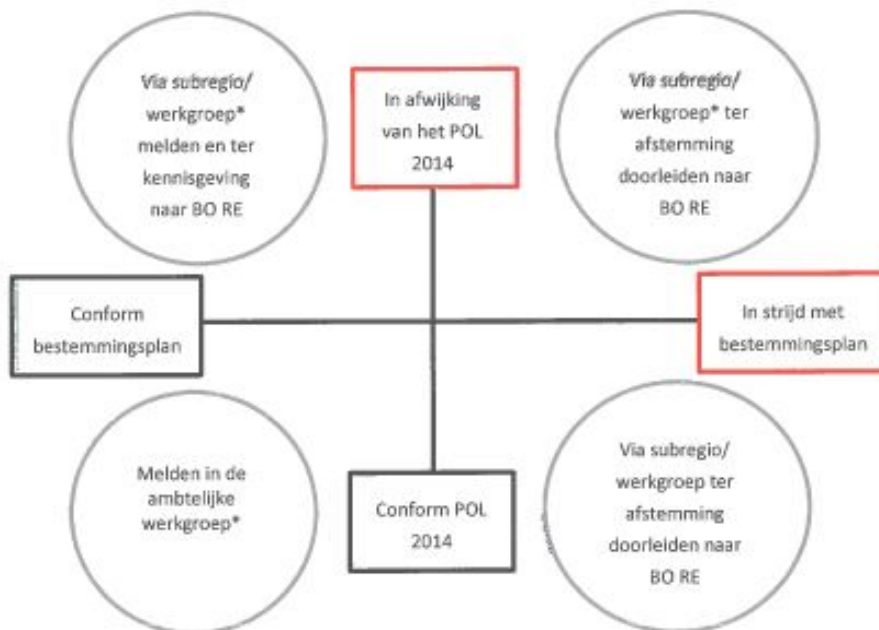 Via subregio/
werkgroep*
melden en ter
kennisgeving
naar BO RE
In afwijking
van het POL
2014
Via subregio/
werkgroep* ter
afstemming
doorleiden naar
BO RE
Conform
bestemmingsplan
In strijd met
bestemmingsplan
Melden in de
ambtelijke
werkgroep*
Conform POL
2014
Via subregio/
werkgroep ter
afstemming
doorleiden naar
BO RE